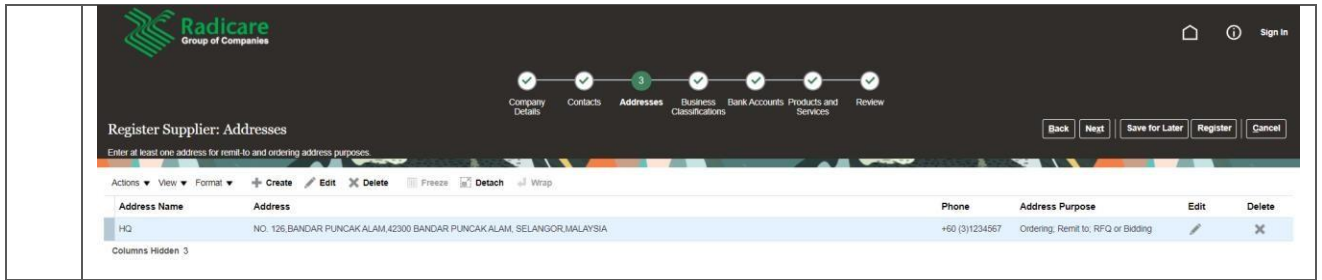 Radicare
Group of Companies
Sign In
3
Company Details
Contacts
Addresses
Business Classifications
Bank Accounts
Products and Services
Review
Register Supplier: Addresses
Back Next Save for Later Register Cancel
Enter at least one address for remit-to and ordering address purposes.
Actions View Format Create Edit Delete Freeze Detach Wrap
Address Name Address Phone Address Purpose Edit Delete
HQ NO. 126,BANDAR PUNCAK ALAM,42300 BANDAR PUNCAK ALAM, SELANGOR,MALAYSIA +60 (3)1234567 Ordering; Remit to; RFQ or Bidding
Columns Hidden 3